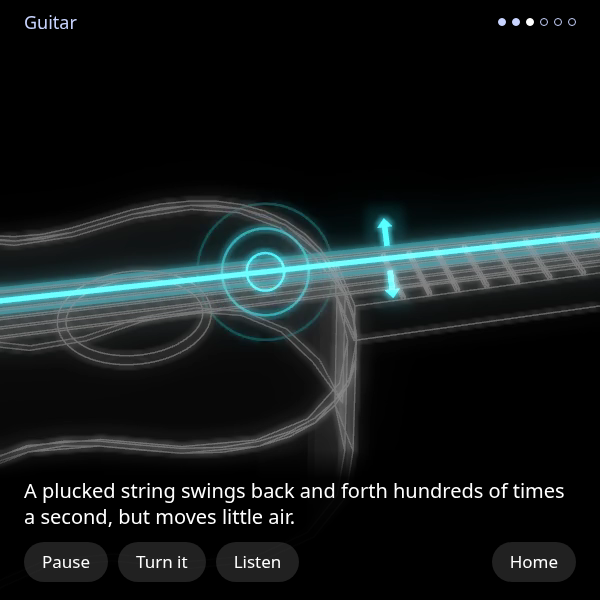 Guitar
A plucked string swings back and forth hundreds of times
a second, but moves little air.
Pause
Turn it
Listen
Home